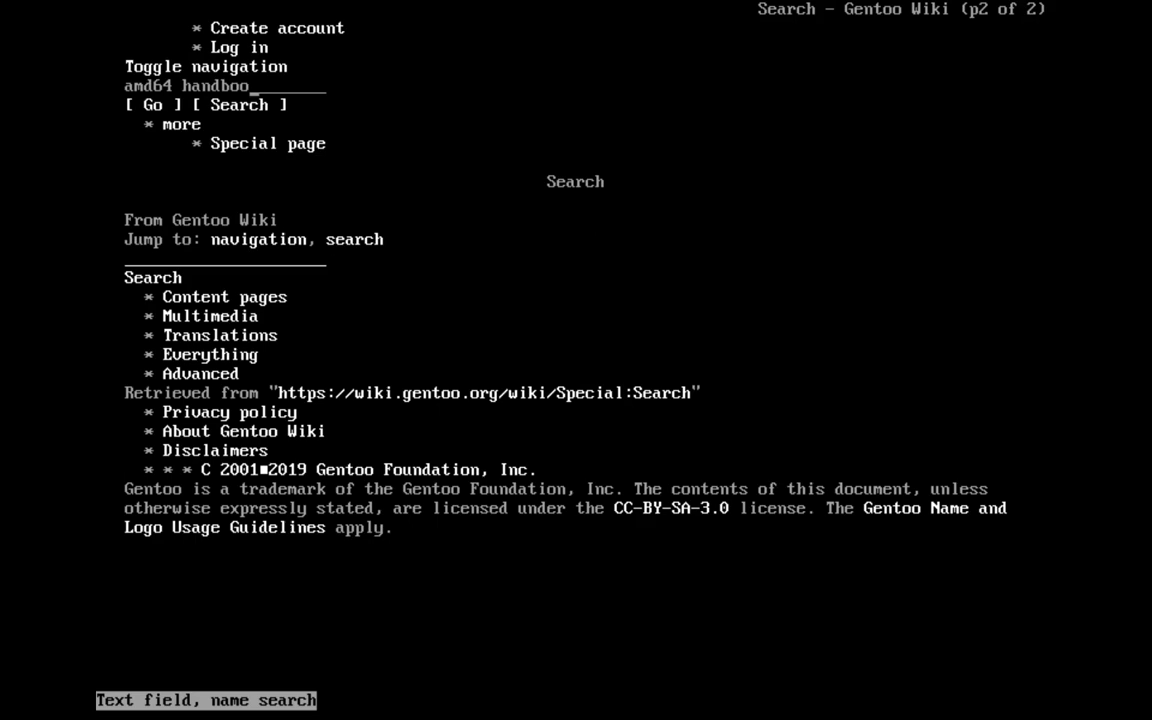 Search - Gentoo Wiki (p2 of 2)
* Create account
* Log in
Toggle navigation
amd64 handboo_________
[ Go ] [ Search ]
* more
* Special page
Search
From Gentoo Wiki
Jump to: navigation, search
_____________________
Search
* Content pages
* Multimedia
* Translations
* Everything
* Advanced
Retrieved from "https://wiki.gentoo.org/wiki/Special:Search"
* Privacy policy
* About Gentoo Wiki
* Disclaimers
* * * C 2001■2019 Gentoo Foundation, Inc.
Gentoo is a trademark of the Gentoo Foundation, Inc. The contents of this document, unless
otherwise expressly stated, are licensed under the CC-BY-SA-3.0 license. The Gentoo Name and
Logo Usage Guidelines apply.
Text field, name search